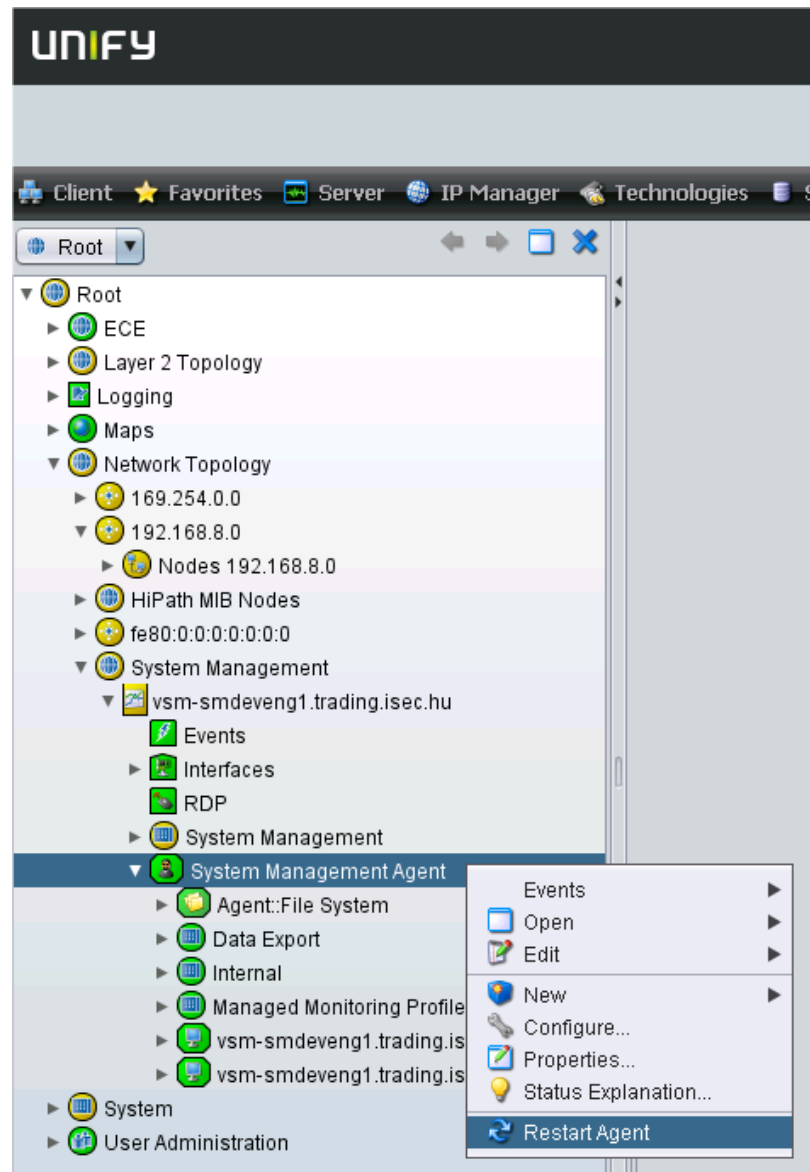 UNIFY
Client Favorites Server IP Manager Technologies S
Root
Root
ECE
Layer 2 Topology
Logging
Maps
Network Topology
169.254.0.0
192.168.8.0
Nodes 192.168.8.0
HiPath MIB Nodes
fe80:0:0:0:0:0:0:0
System Management
vsm-smdeveng1.trading.isec.hu
Events
Interfaces
RDP
System Management
System Management Agent
Agent::File System
Data Export
Internal
Managed Monitoring Profile
vsm-smdeveng1.trading.is
vsm-smdeveng1.trading.is
System
User Administration
Events
Open
Edit
New
Configure...
Properties...
Status Explanation...
Restart Agent